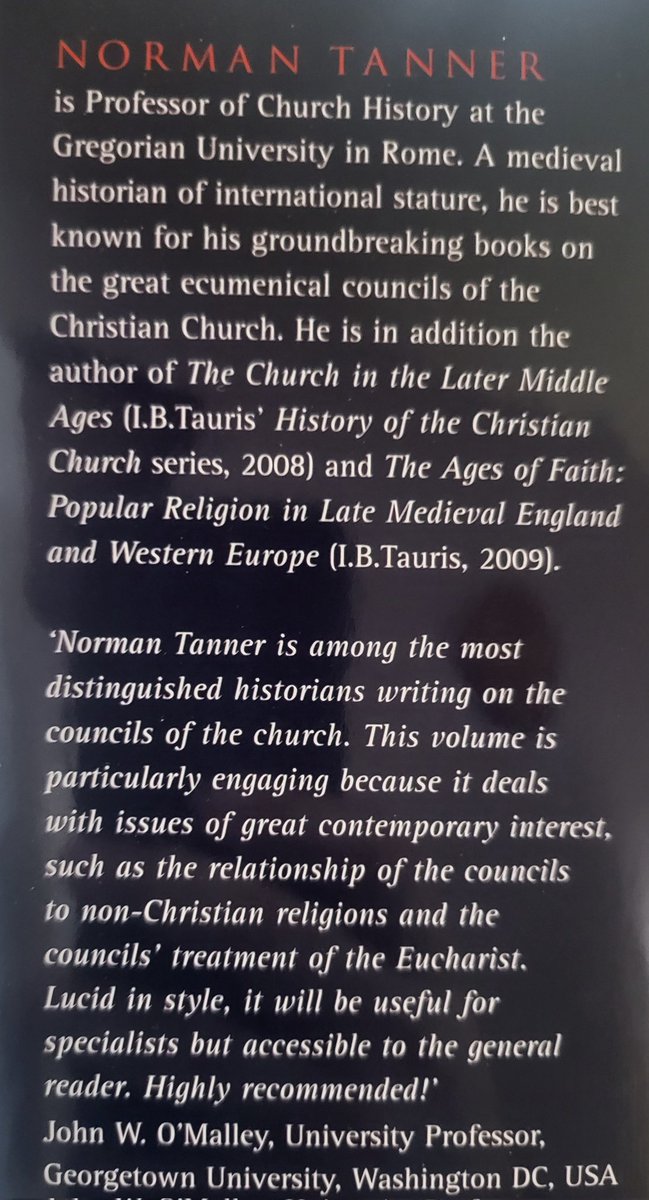 NORMAN TANNER
is Professor of Church History at the
Gregorian University in Rome. A medieval
historian of international stature, he is best
known for his groundbreaking books on
the great ecumenical councils of the
Christian Church. He is in addition the
author of The Church in the Later Middle
Ages (I.B.Tauris' History of the Christian
Church series, 2008) and The Ages of Faith:
Popular Religion in Late Medieval England
and Western Europe (I.B.Tauris, 2009).
'Norman Tanner is among the most
distinguished historians writing on the
councils of the church. This volume is
particularly engaging because it deals
with issues of great contemporary interest,
such as the relationship of the councils
to non-Christian religions and the
councils' treatment of the Eucharist.
Lucid in style, it will be useful for
specialists but accessible to the general
reader. Highly recommended!'
John W. O'Malley, University Professor,
Georgetown University, Washington DC, USA